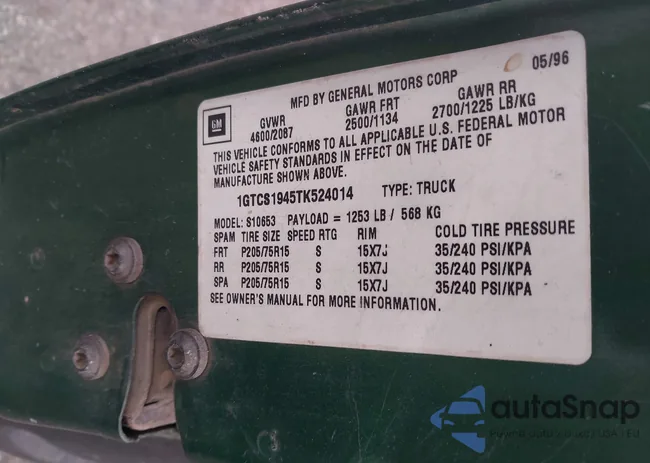 05/96
MFD BY GENERAL MOTORS CORP
GM
GVWR GAWR FRT GAWR RR
4600/2087 2500/1134 2700/1225 LB/KG
THIS VEHICLE CONFORMS TO ALL APPLICABLE U.S. FEDERAL MOTOR
VEHICLE SAFETY STANDARDS IN EFFECT ON THE DATE OF
MANUFACTURE SHOWN ABOVE.
1GTCS1945TK524014 TYPE: TRUCK
MODEL: S10653 PAYLOAD = 1253 LB / 568 KG
SPAM TIRE SIZE SPEED RTG RIM COLD TIRE PRESSURE
FRT P205/75R15 S 15X7J 35/240 PSI/KPA
RR P205/75R15 S 15X7J 35/240 PSI/KPA
SPA P205/75R15 S 15X7J 35/240 PSI/KPA
SEE OWNER'S MANUAL FOR MORE INFORMATION.
autoSnap